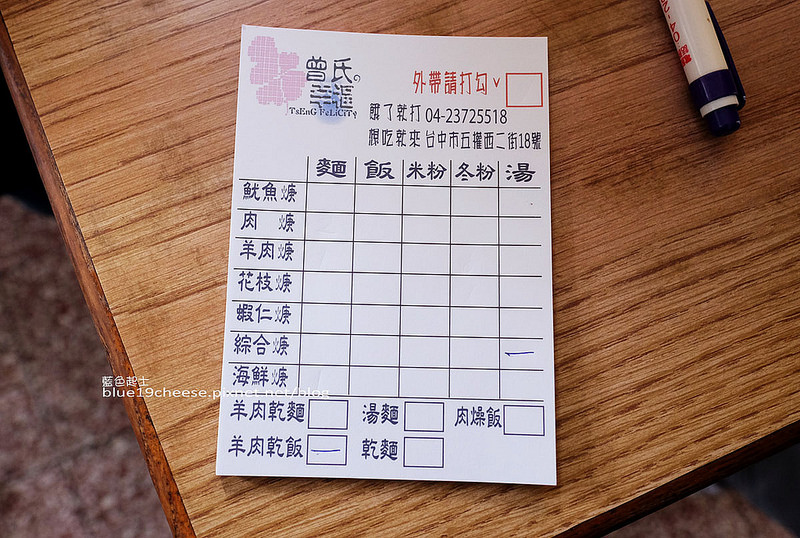 曾氏
幸福
TsEnG FeLiCiTy
外帶請打勾ˇ
餓了就打 04-23725518
想吃就來 台中市五權西二街18號
麵 飯 米粉 冬粉 湯
魷魚焿
肉 焿
羊肉焿
花枝焿
蝦仁焿
綜合焿 一
海鮮焿
羊肉乾麵 湯麵 肉燥飯
羊肉乾飯 一 乾麵
藍色起士
blue19cheese.pixnet.net/blog